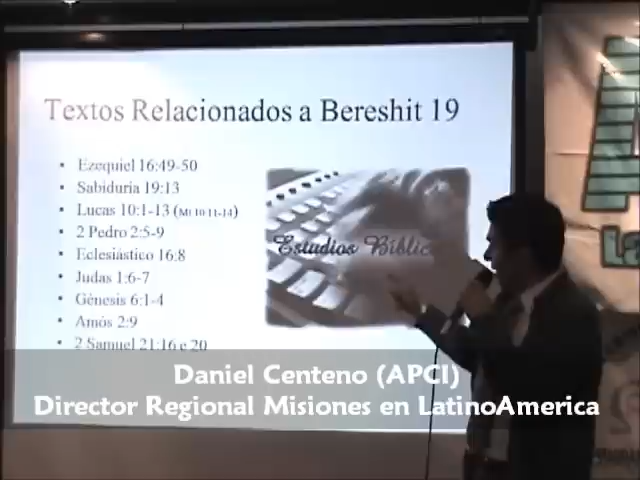 Textos Relacionados a Bereshit 19
• Ezequiel 16:49-50
• Sabiduria 19:13
• Lucas 10:1-13 (Mt 10:11-14)
• 2 Pedro 2:5-9
• Eclesiástico 16:8
• Judas 1:6-7
• Génesis 6:1-4
• Amós 2:9
• 2 Samuel 21:16 e 20
Estudios Bíblic
Daniel Centeno (APCI)
Director Regional Misiones en LatinoAmerica